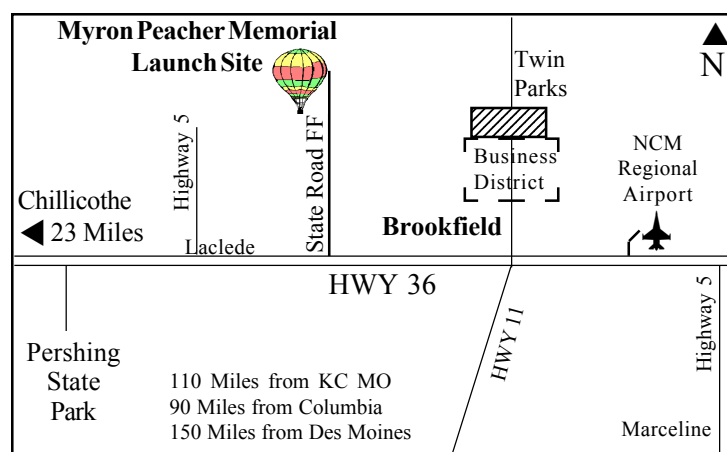 Myron Peacher Memorial
Launch Site
N
Twin
Parks
Business
District
NCM
Regional
Airport
Highway 5
State Road FF
Chillicothe
23 Miles
Laclede
Brookfield
HWY 36
Pershing
State
Park
110 Miles from KC MO
90 Miles from Columbia
150 Miles from Des Moines
HWY 11
Highway 5
Marceline